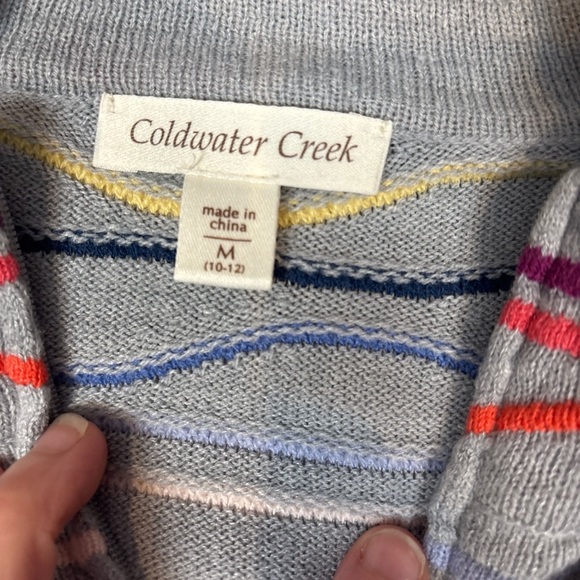 Coldwater Creek
made in
china
M
(10-12)